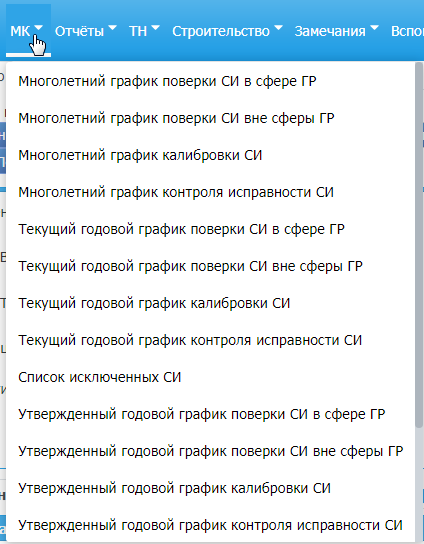 МК Отчёты ТН Строительство Замечания
Многолетний график поверки СИ в сфере ГР
Многолетний график поверки СИ вне сферы ГР
Многолетний график калибровки СИ
Многолетний график контроля исправности СИ
Текущий годовой график поверки СИ в сфере ГР
Текущий годовой график поверки СИ вне сферы ГР
Текущий годовой график калибровки СИ
Текущий годовой график контроля исправности СИ
Список исключенных СИ
Утвержденный годовой график поверки СИ в сфере ГР
Утвержденный годовой график поверки СИ вне сферы ГР
Утвержденный годовой график калибровки СИ
Утвержденный годовой график контроля исправности СИ